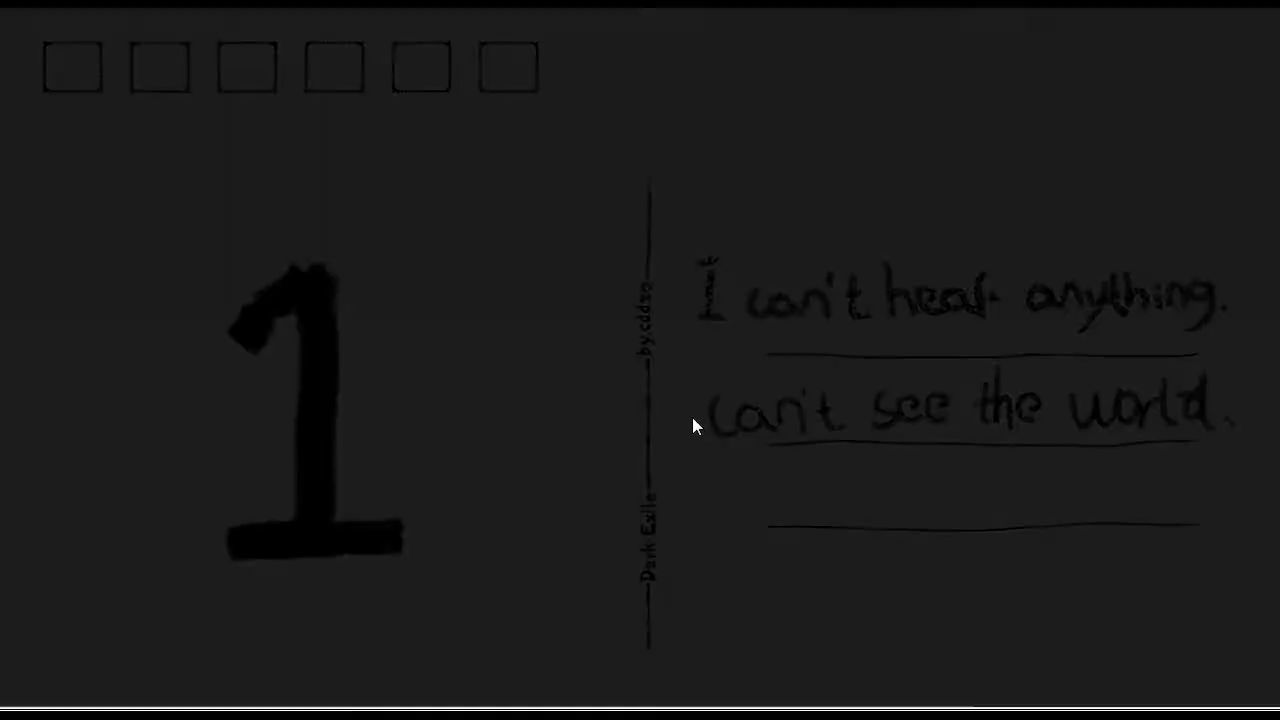 1
I can't hear anything.
can't see the world.
Dark Exile
by cddso